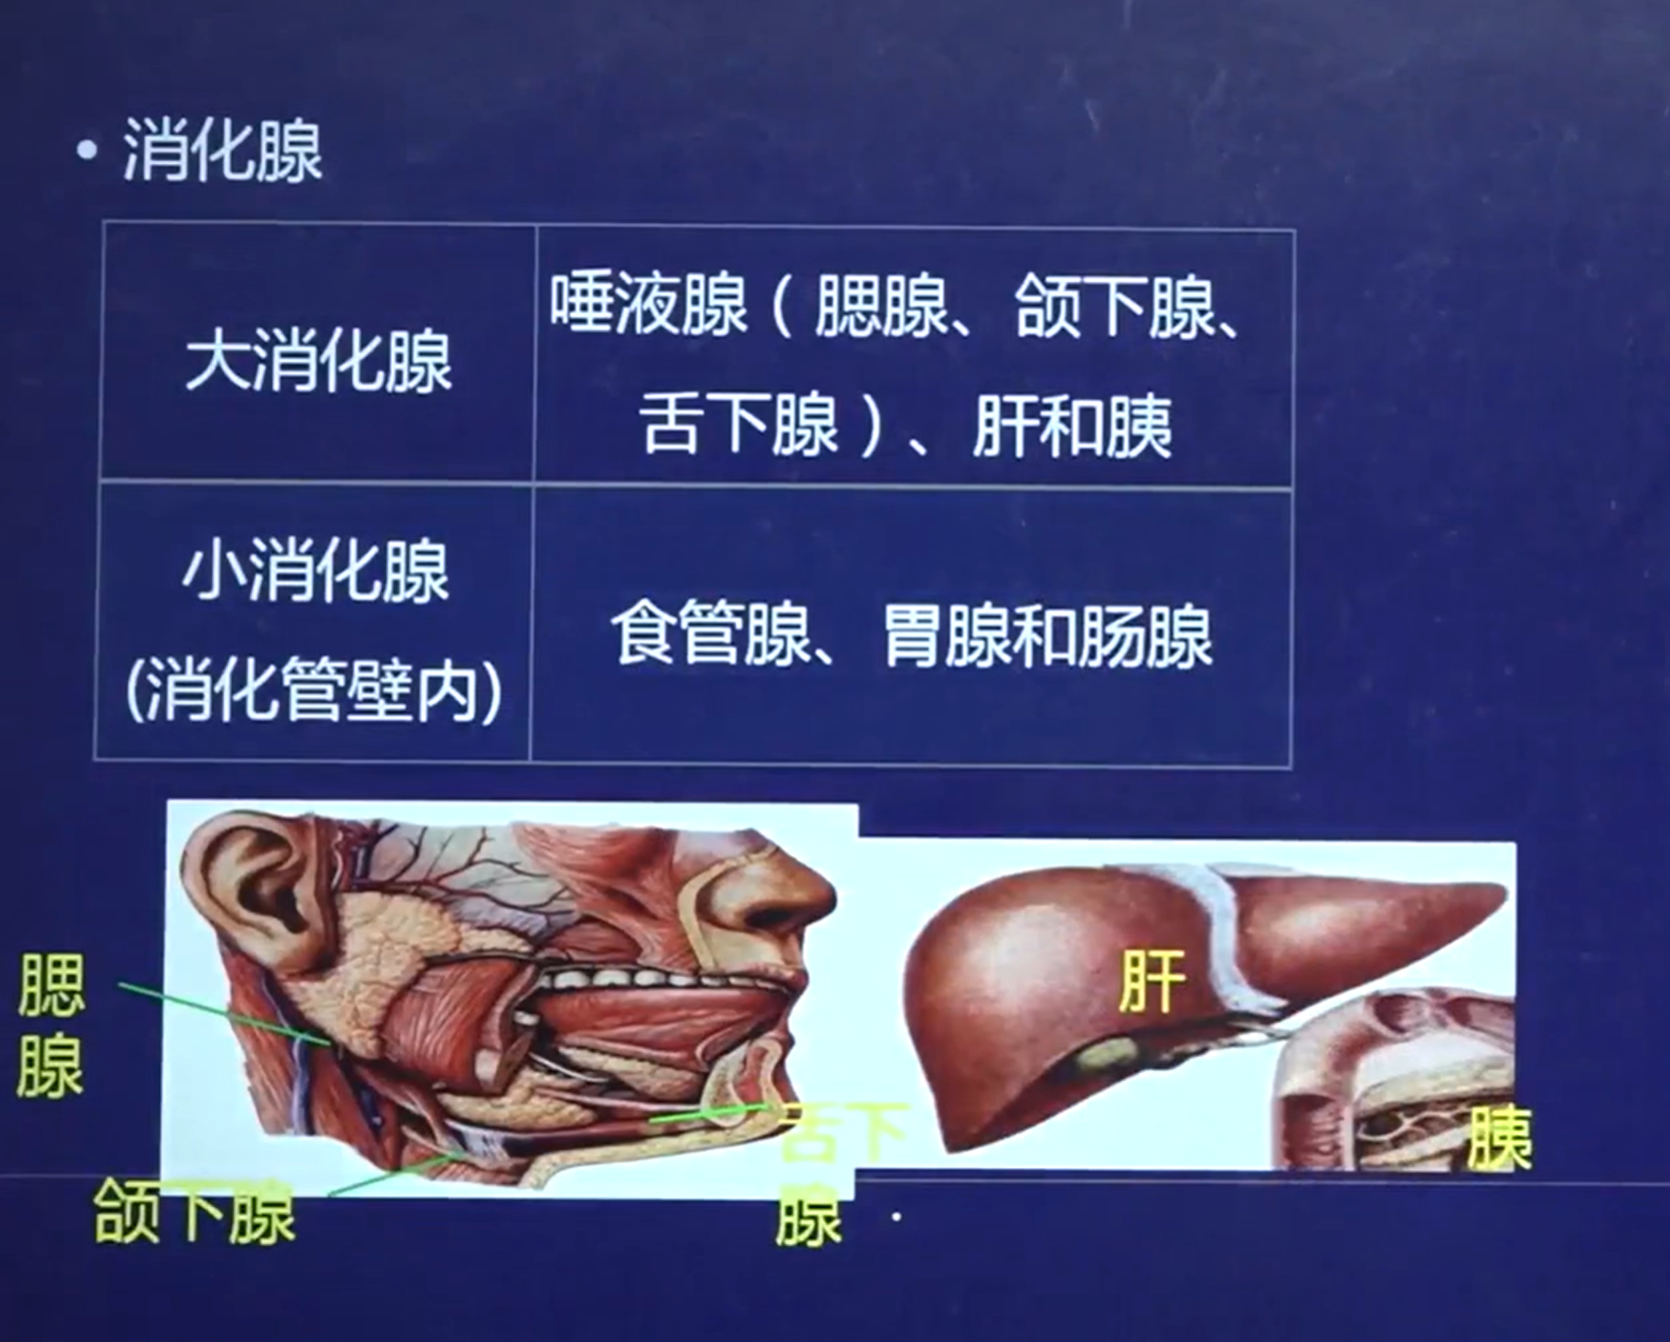 • 消化腺
大消化腺
唾液腺（腮腺、颌下腺、
舌下腺）、肝和胰
小消化腺
(消化管壁内)
食管腺、胃腺和肠腺
腮
腺
颌下腺
舌下
腺
肝
胰